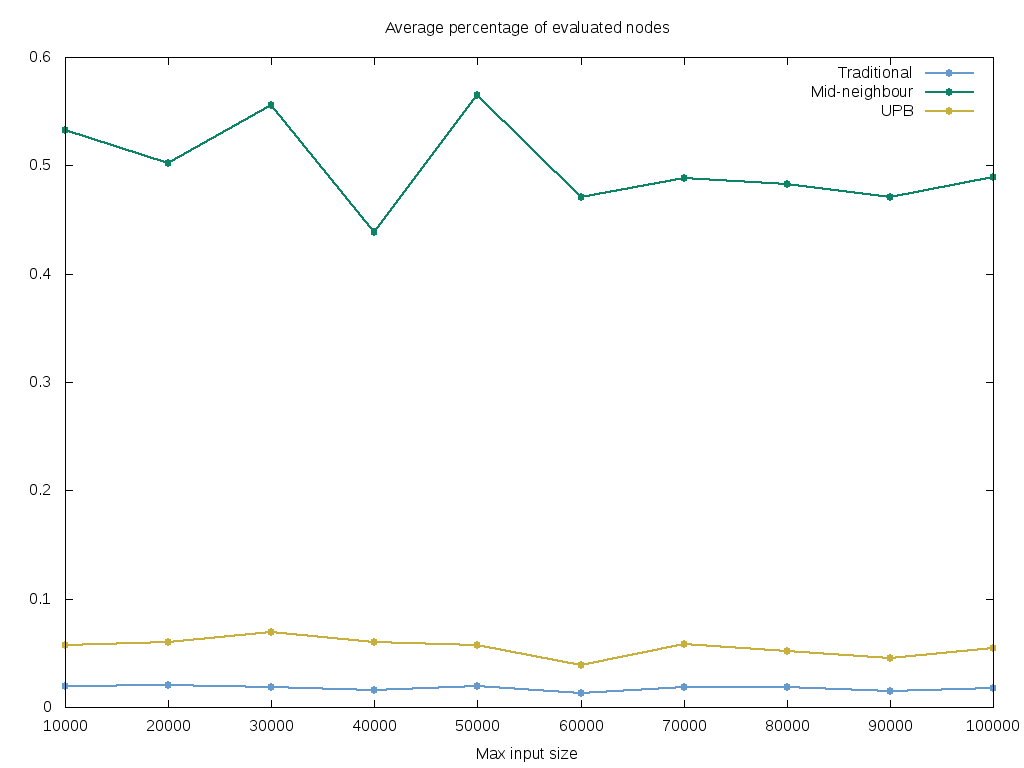 Average percentage of evaluated nodes
Traditional
Mid-neighbour
UPB
0.6
0.5
0.4
0.3
0.2
0.1
0
10000 20000 30000 40000 50000 60000 70000 80000 90000 100000
Max input size